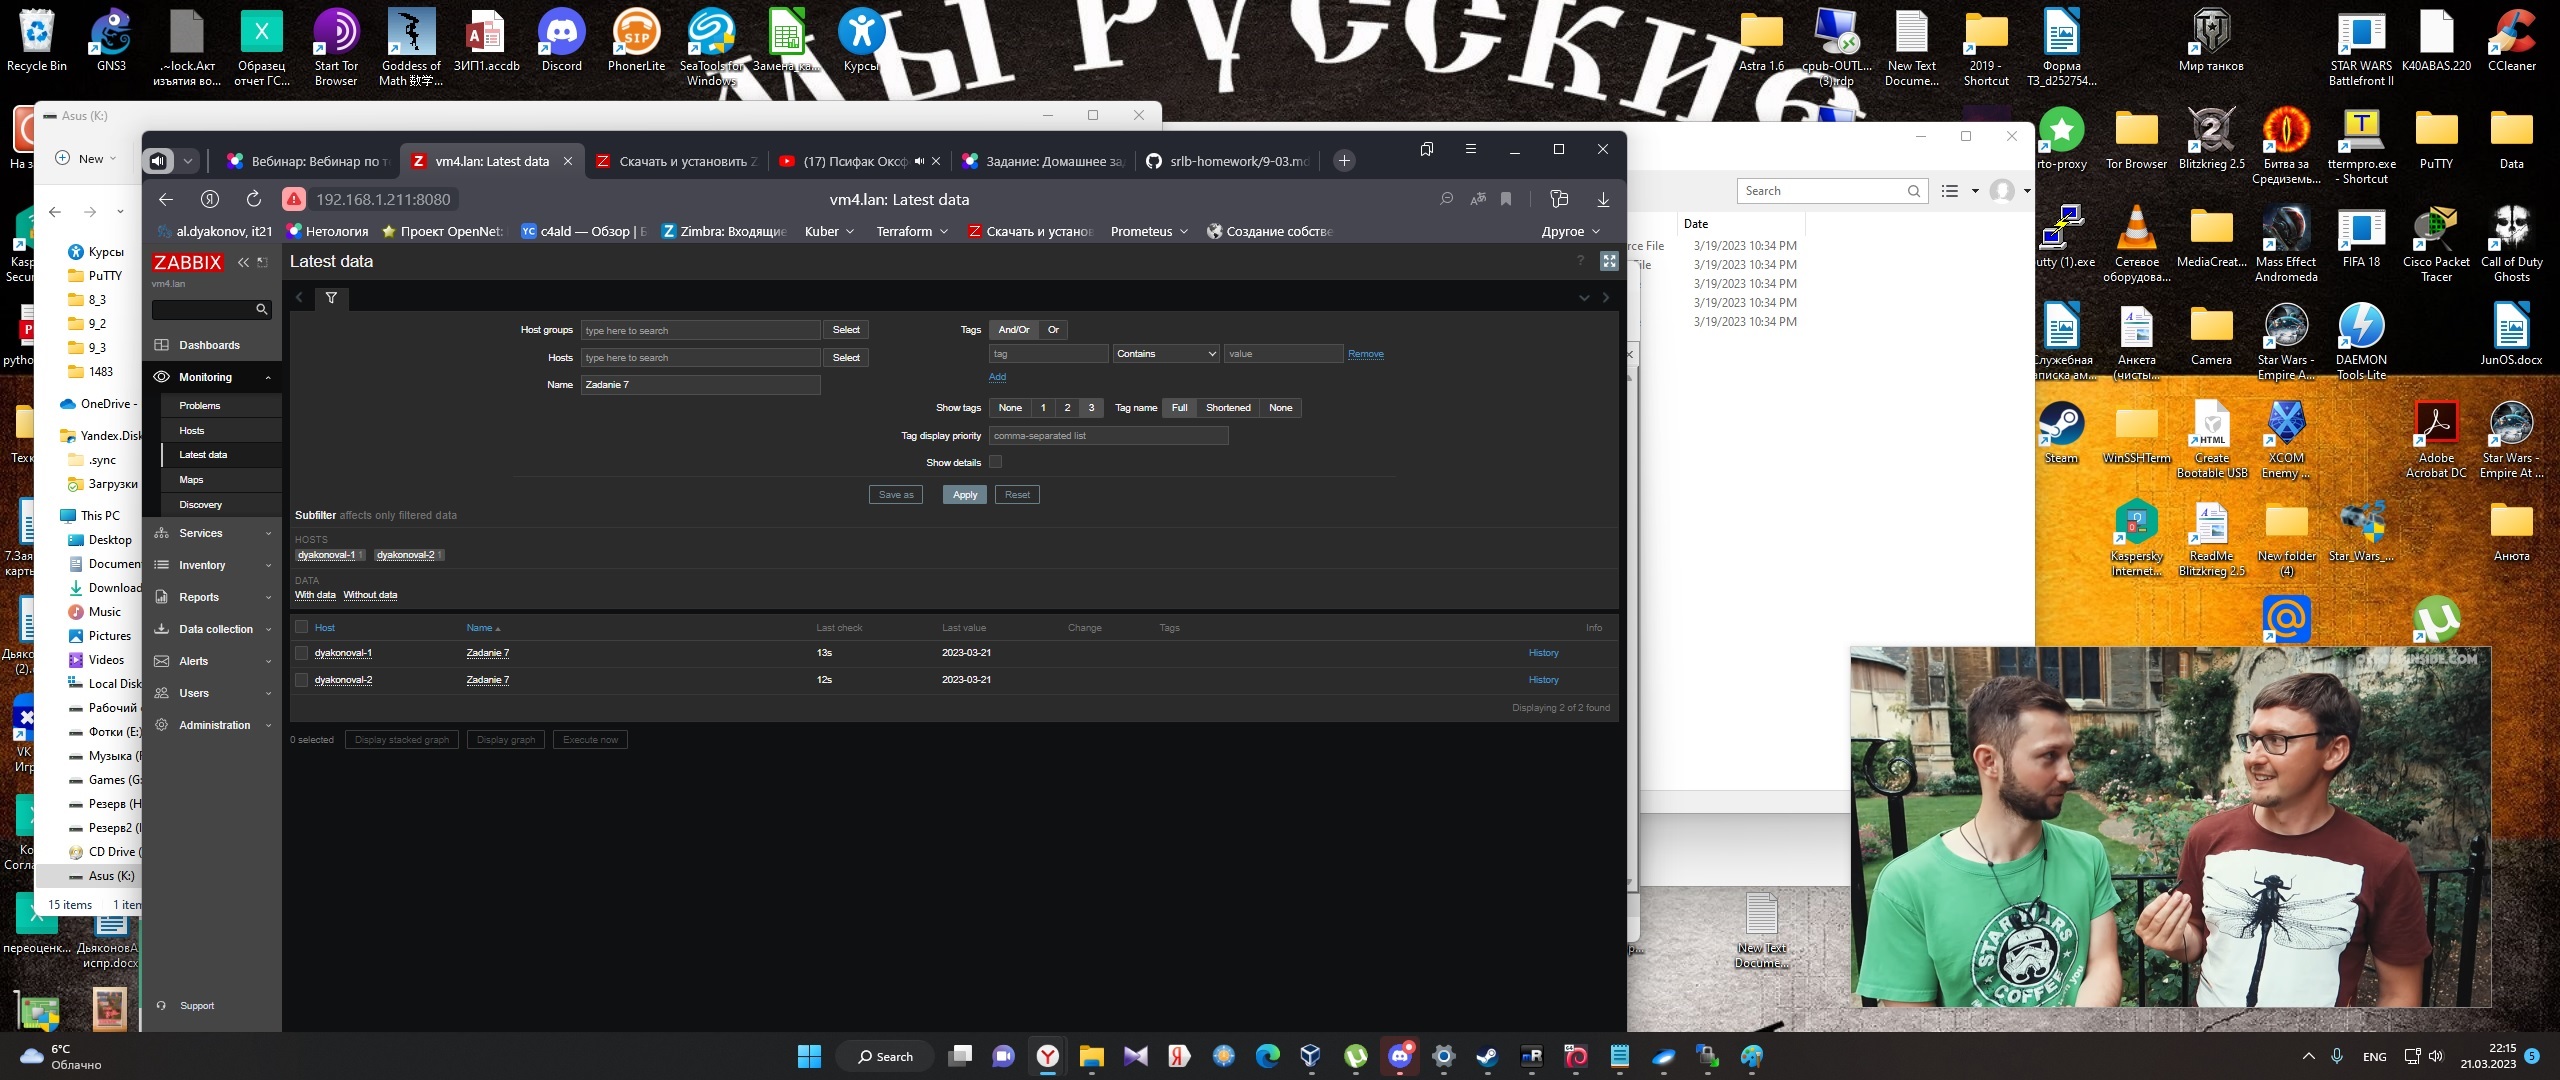 МЫ РУССКИЕ
Recycle Bin
GNS3
.~lock.Акт изъятия во...
Образец отчет ГС...
Start Tor Browser
Goddess of Math 数学...
ЗИП1.accdb
Discord
PhonerLite
SeaTools for Windows
Замена_ка...
Курсы
Astra 1.6
cpub-OUTL... (3).rdp
New Text Docume...
2019 - Shortcut
Форма ТЗ_d252754...
Мир танков
STAR WARS Battlefront II
K40ABAS.220
CCleaner
Asus (K:)
New
Вебинар: Вебинар по т
vm4.lan: Latest data
Скачать и установить Z
(17) Псифак Оксф
Задание: Домашнее за
srlb-homework/9-03.md
192.168.1.211:8080
vm4.lan: Latest data
al.dyakonov, it21
Нетология
Проект OpenNet:
c4ald — Обзор | Б
Zimbra: Входящие
Kuber
Terraform
Скачать и установ
Prometeus
Создание собстве
Другое
Search
Date
rce File 3/19/2023 10:34 PM
File 3/19/2023 10:34 PM
3/19/2023 10:34 PM
3/19/2023 10:34 PM
3/19/2023 10:34 PM
rto-proxy
Tor Browser
Blitzkrieg 2.5
Битва за Средиземь...
ttermpro.exe - Shortcut
PuTTY
Data
utty (1).exe
Сетевое оборудова...
MediaCreat...
Mass Effect Andromeda
FIFA 18
Cisco Packet Tracer
Call of Duty Ghosts
Служебная
Анкета (чисты...
Camera
Star Wars - Empire A...
DAEMON Tools Lite
JunOS.docx
Steam
WinSSHTerm
Create Bootable USB
XCOM Enemy ...
Adobe Acrobat DC
Star Wars - Empire At ...
Kaspersky Internet...
ReadMe Blitzkrieg 2.5
New folder (4)
Star_Wars_...
Анюта
Курсы
PuTTY
8_3
9_2
9_3
1483
OneDrive -
Yandex.Disk
.sync
Загрузки
This PC
Desktop
Documen
Download
Music
Pictures
Videos
Local Disk
Рабочий
Фотки (E:)
Музыка (F
Games (G:
Резерв (H
Резерв2 (I
CD Drive (
Asus (K:)
15 items 1 item
ZABBIX
vm4.lan
Dashboards
Monitoring
Problems
Hosts
Latest data
Maps
Discovery
Services
Inventory
Reports
Data collection
Alerts
Users
Administration
Support
Latest data
?
Host groups type here to search Select
Hosts type here to search Select
Name Zadanie 7
Tags And/Or Or
tag Contains value Remove
Add
Show tags None 1 2 3 Tag name Full Shortened None
Tag display priority comma-separated list
Show details
Save as Apply Reset
Subfilter affects only filtered data
HOSTS
dyakonoval-1 1 dyakonoval-2 1
DATA
With data Without data
Host Name Last check Last value Change Tags Info
dyakonoval-1 Zadanie 7 13s 2023-03-21 History
dyakonoval-2 Zadanie 7 12s 2023-03-21 History
Displaying 2 of 2 found
0 selected Display stacked graph Display graph Execute now
New Text Docume...
STAR WARS
COFFEE
переоценк...
испр.docx
6°C
Облачно
Search
ENG
22:15
21.03.2023
5